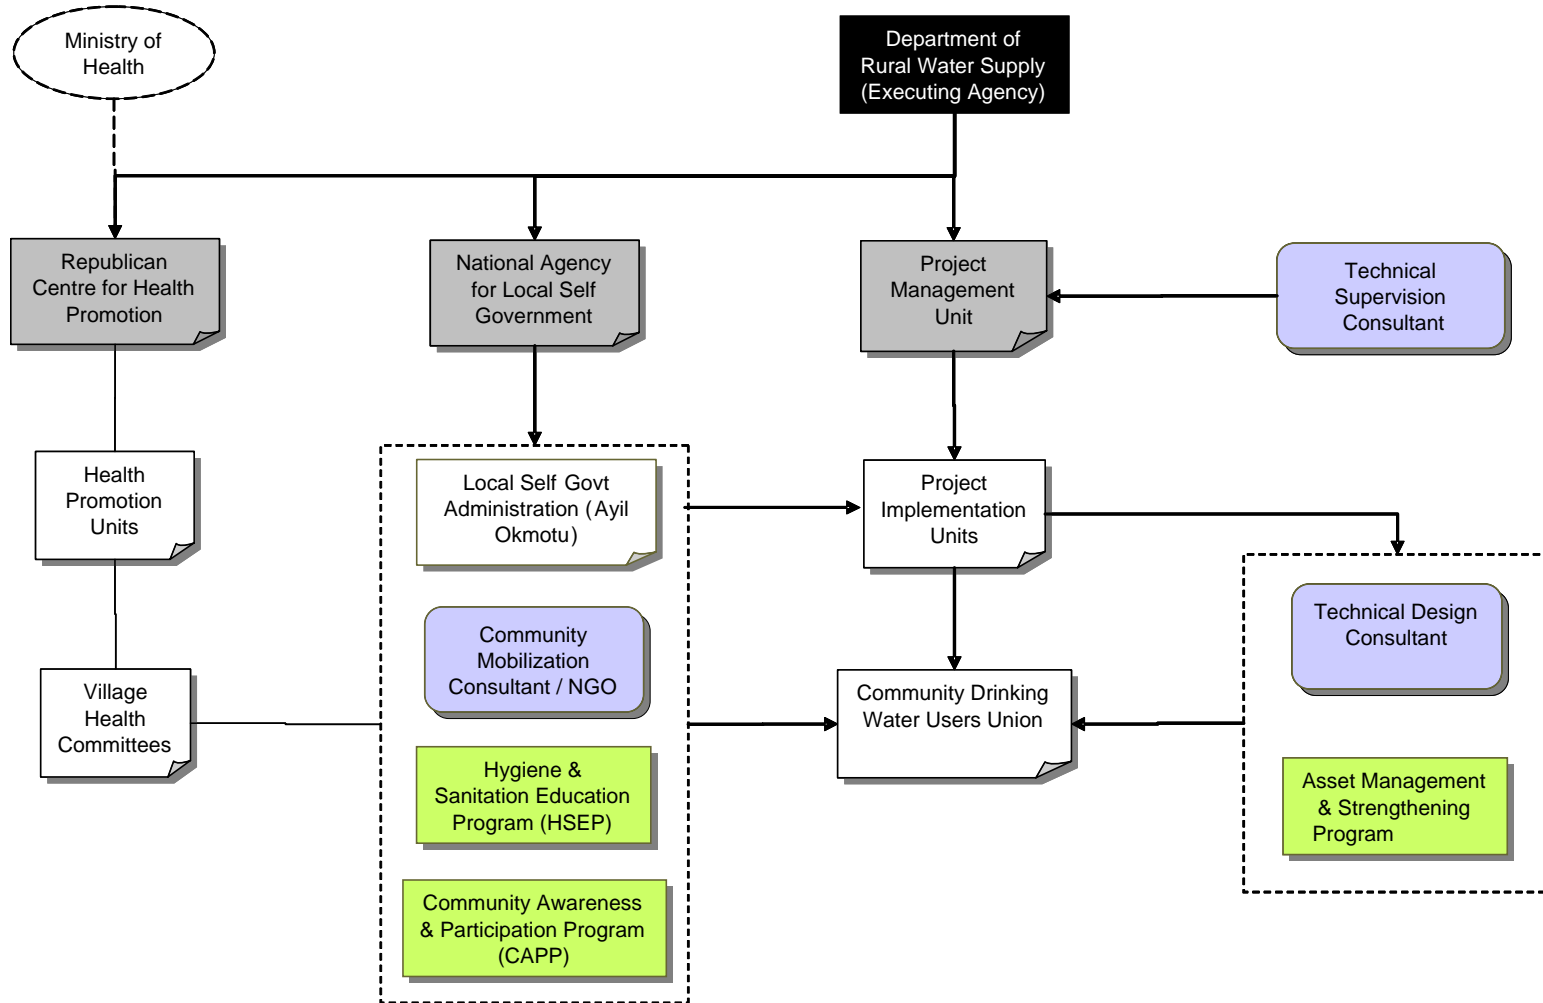 Ministry of
Health
Department of
Rural Water Supply
(Executing Agency)
Republican
Centre for Health
Promotion
National Agency
for Local Self
Government
Project
Management
Unit
Technical
Supervision
Consultant
Health
Promotion
Units
Local Self Govt
Administration (Ayil
Okmotu)
Project
Implementation
Units
Technical Design
Consultant
Community
Mobilization
Consultant / NGO
Village
Health
Committees
Community Drinking
Water Users Union
Hygiene &
Sanitation Education
Program (HSEP)
Asset Management
& Strengthening
Program
Community Awareness
& Participation Program
(CAPP)